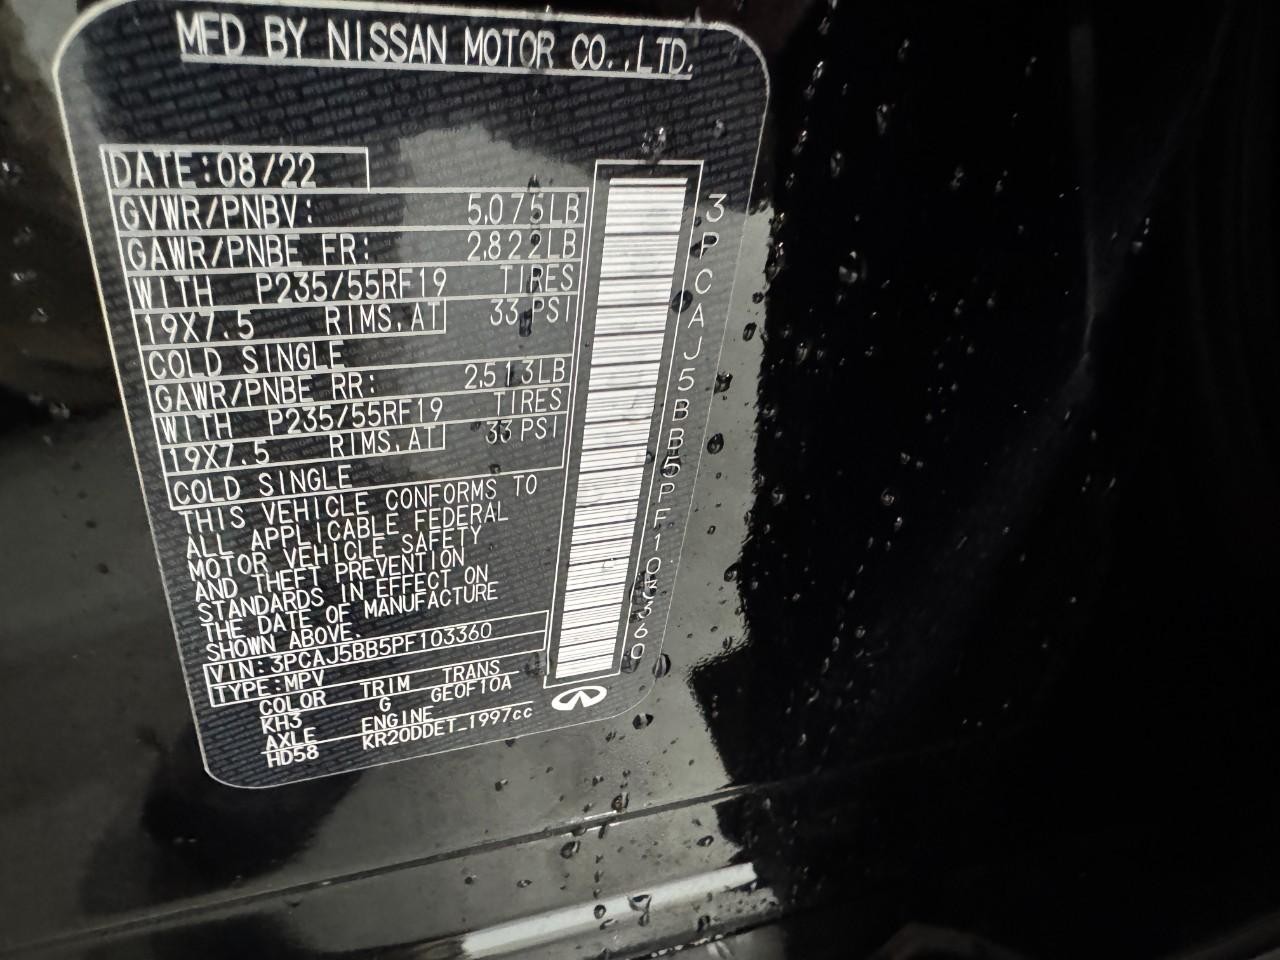 MFD BY NISSAN MOTOR CO.,LTD.
DATE:08/22
GVWR/PNBV: 5,075LB
GAWR/PNBE FR: 2,822LB
WITH P235/55RF19 TIRES
19X7.5 RIMS,AT 33 PSI
COLD SINGLE
GAWR/PNBE RR: 2,513LB
WITH P235/55RF19 TIRES
19X7.5 RIMS,AT 33 PSI
COLD SINGLE
THIS VEHICLE CONFORMS TO
ALL APPLICABLE FEDERAL
MOTOR VEHICLE SAFETY
AND THEFT PREVENTION
STANDARDS IN EFFECT ON
THE DATE OF MANUFACTURE
SHOWN ABOVE.
VIN:3PCAJ5BB5PF103360
TYPE:MPV
COLOR TRIM TRANS
KH3 G GE0F10A
AXLE ENGINE
HD58 KR20DDET_1997cc
3PCAJ5BB5PF103360